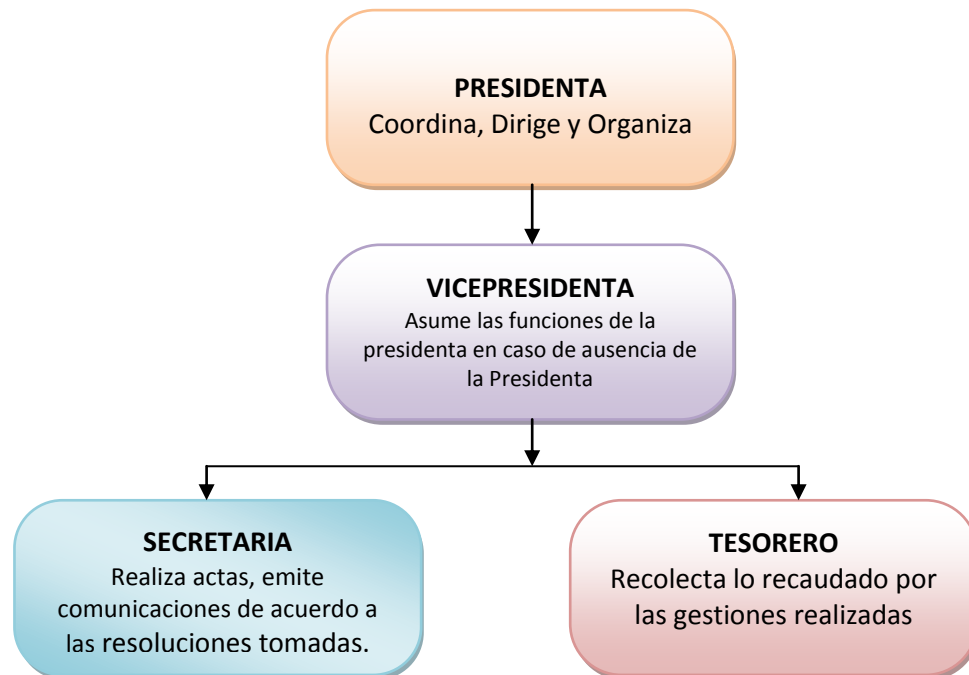 PRESIDENTA
Coordina, Dirige y Organiza
VICEPRESIDENTA
Asume las funciones de la
presidenta en caso de ausencia de
la Presidenta
SECRETARIA
Realiza actas, emite
comunicaciones de acuerdo a
las resoluciones tomadas.
TESORERO
Recolecta lo recaudado por
las gestiones realizadas